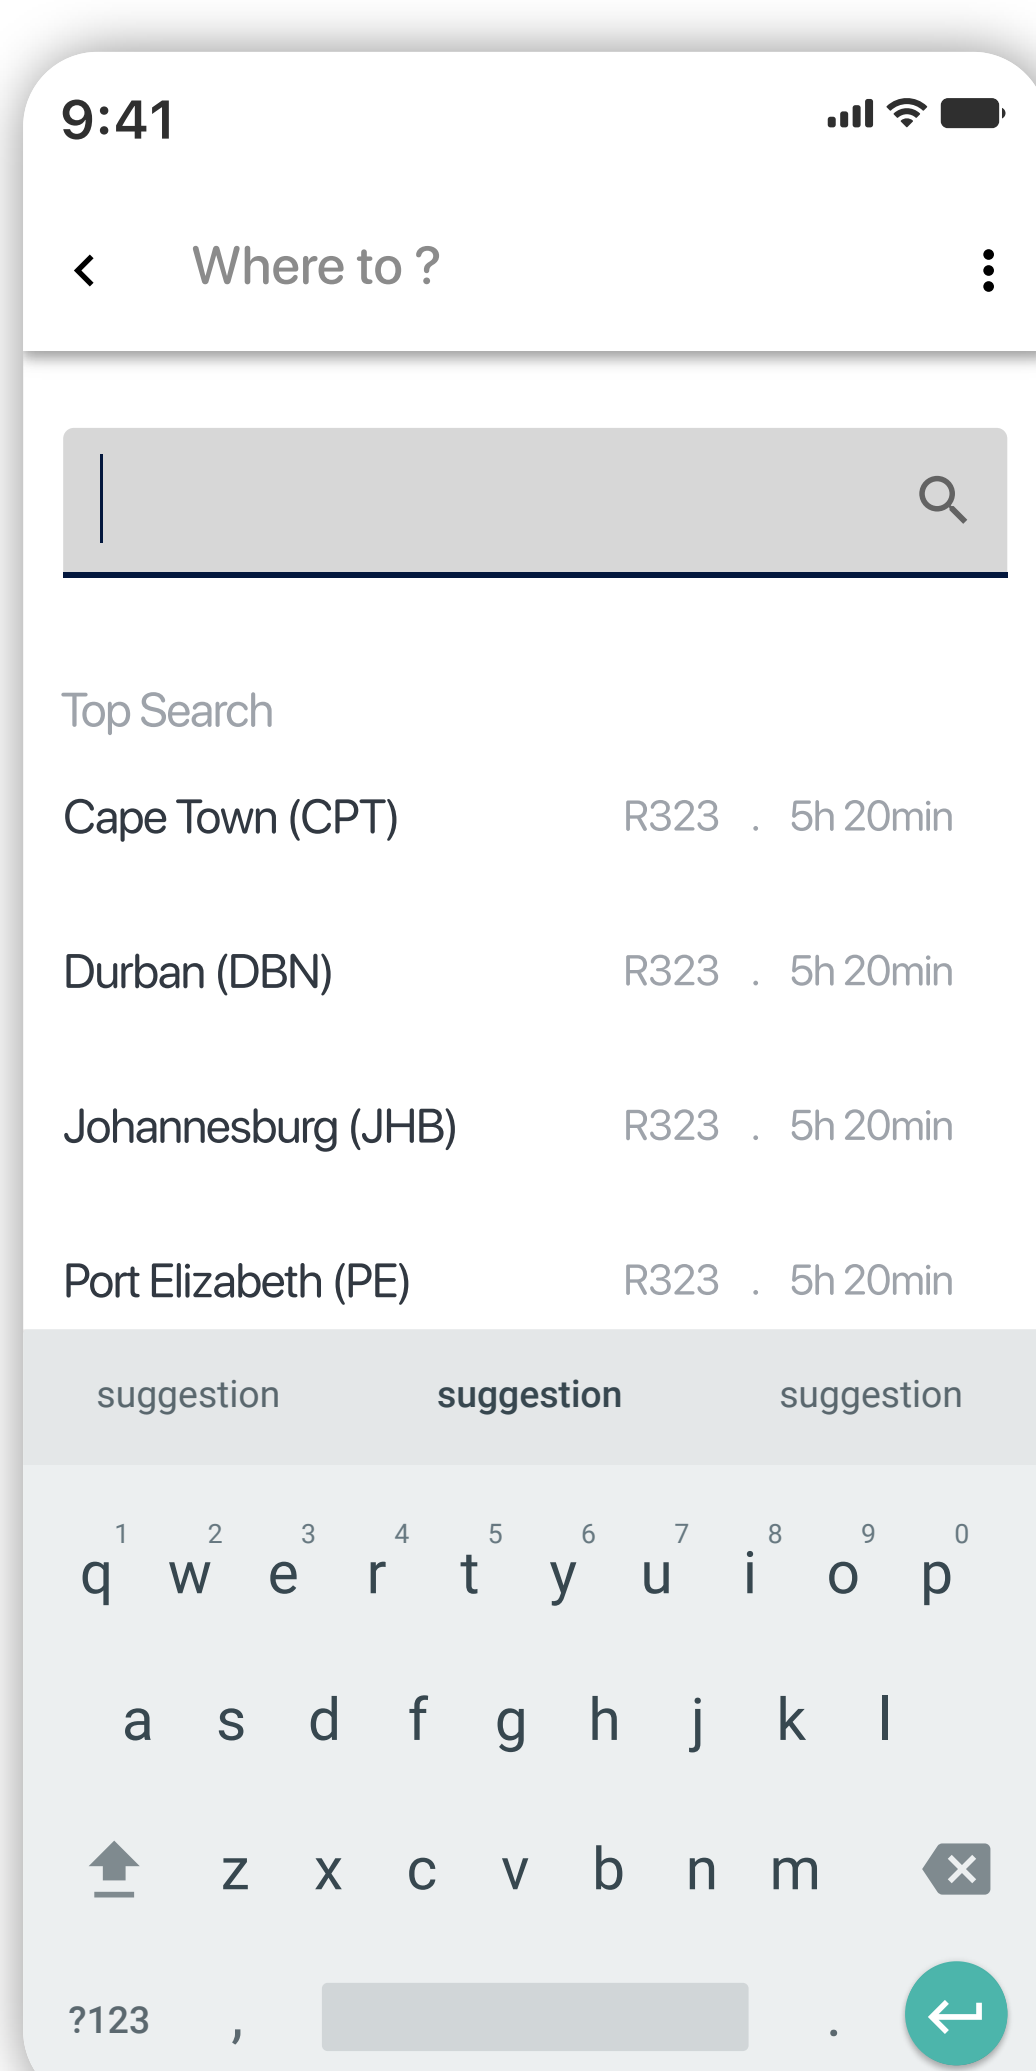 9:41
Where to ?
Top Search
Cape Town (CPT) R323 . 5h 20min
Durban (DBN) R323 . 5h 20min
Johannesburg (JHB) R323 . 5h 20min
Port Elizabeth (PE) R323 . 5h 20min
suggestion suggestion suggestion
1 2 3 4 5 6 7 8 9 0
q w e r t y u i o p
a s d f g h j k l
z x c v b n m
?123 , .